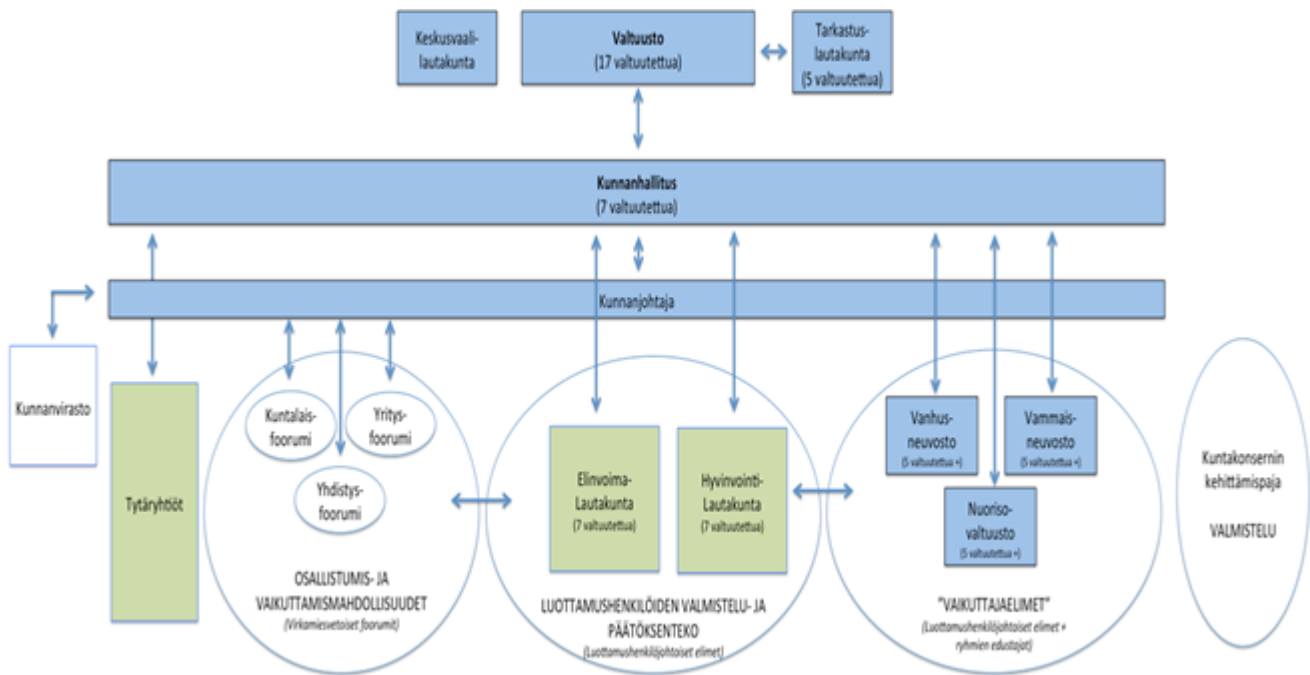 Keskusvaali-
lautakunta
Valtuusto
(17 valtuutettua)
Tarkastus-
lautakunta
(5 valtuutettua)
Kunnanhallitus
(7 valtuutettua)
Kunnanjohtaja
Kunnanvirasto
Tytäryhtiöt
Kuntalais-
foorumi
Yritys-
foorumi
Yhdistys-
foorumi
OSALLISTUMIS- JA
VAIKUTTAMISMAHDOLLISUUDET
(Virkamiesvetoiset foorumit)
Elinvoima-
Lautakunta
(7 valtuutettua)
Hyvinvointi-
Lautakunta
(7 valtuutettua)
LUOTTAMUSHENKILÖIDEN VALMISTELU- JA
PÄÄTÖKSENTEKO
(Luottamushenkilöjohtoiset elimet)
Vanhus-
neuvosto
(5 valtuutettua +)
Vammais-
neuvosto
(5 valtuutettua +)
Nuoriso-
valtuusto
(5 valtuutettua +)
"VAIKUTTAJAELIMET"
(Luottamushenkilöjohtoiset elimet +
ryhmien edustajat)
Kuntakonsernin
kehittämispaja
VALMISTELU